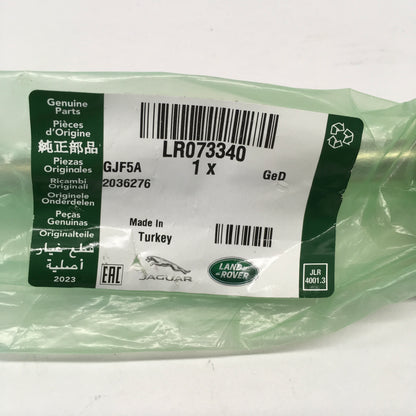 Genuine
Parts
Pièces
d'Origine
純正部品
Piezas
Originales
Ricambi
Originali
Originele
Onderdelen
Peças
Genuinas
Originalteile
قطع غيار
أصلية
2023
LR073340
1 x
GJF5A
2036276
GeD
Made In
Turkey
EAC
JAGUAR
LAND-
ROVER
JLR
4001.3